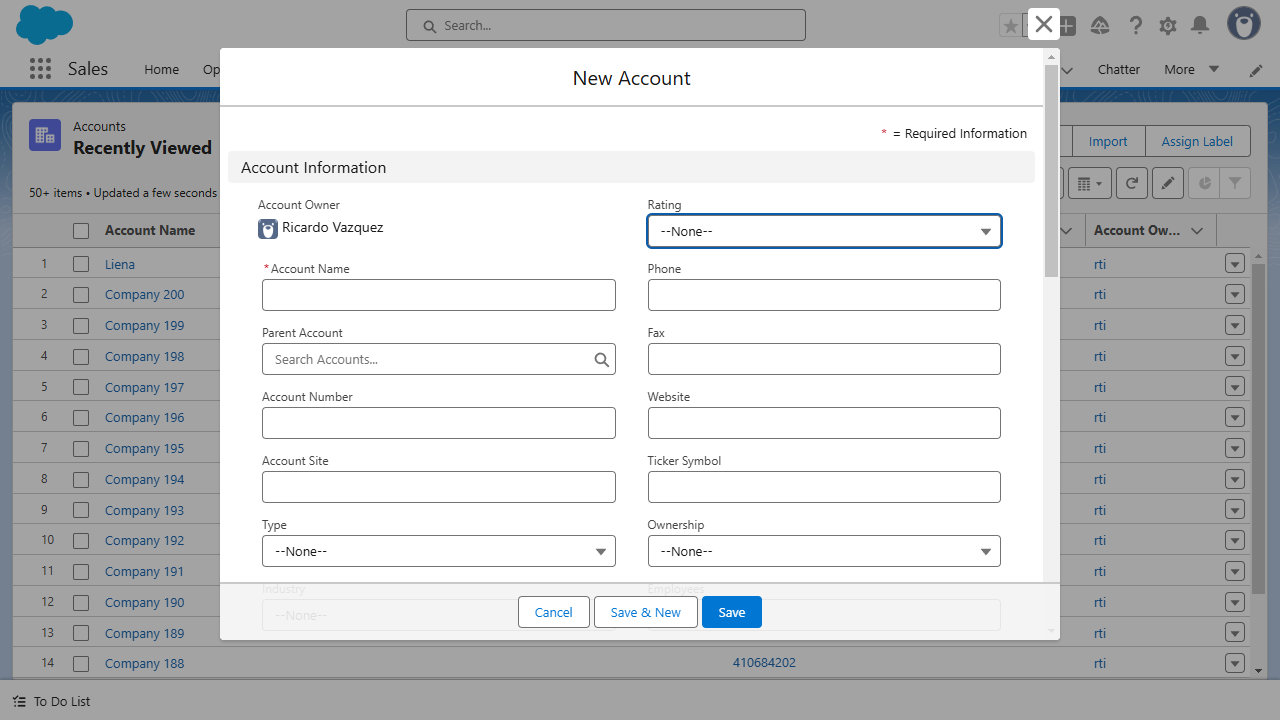 Search...
Sales
Home
Op
Chatter
More
New Account
* = Required Information
Accounts
Recently Viewed
Import
Assign Label
50+ items • Updated a few seconds
Account Information
Account Owner
Ricardo Vazquez
Rating
--None--
Account Name
Account Ow...
*Account Name
Phone
Parent Account
Search Accounts...
Fax
Account Number
Website
Account Site
Ticker Symbol
Type
--None--
Ownership
--None--
Industry
--None--
Employees
Cancel
Save & New
Save
1 Liena rti
2 Company 200 rti
3 Company 199 rti
4 Company 198 rti
5 Company 197 rti
6 Company 196 rti
7 Company 195 rti
8 Company 194 rti
9 Company 193 rti
10 Company 192 rti
11 Company 191 rti
12 Company 190 rti
13 Company 189 rti
14 Company 188 410684202 rti
To Do List